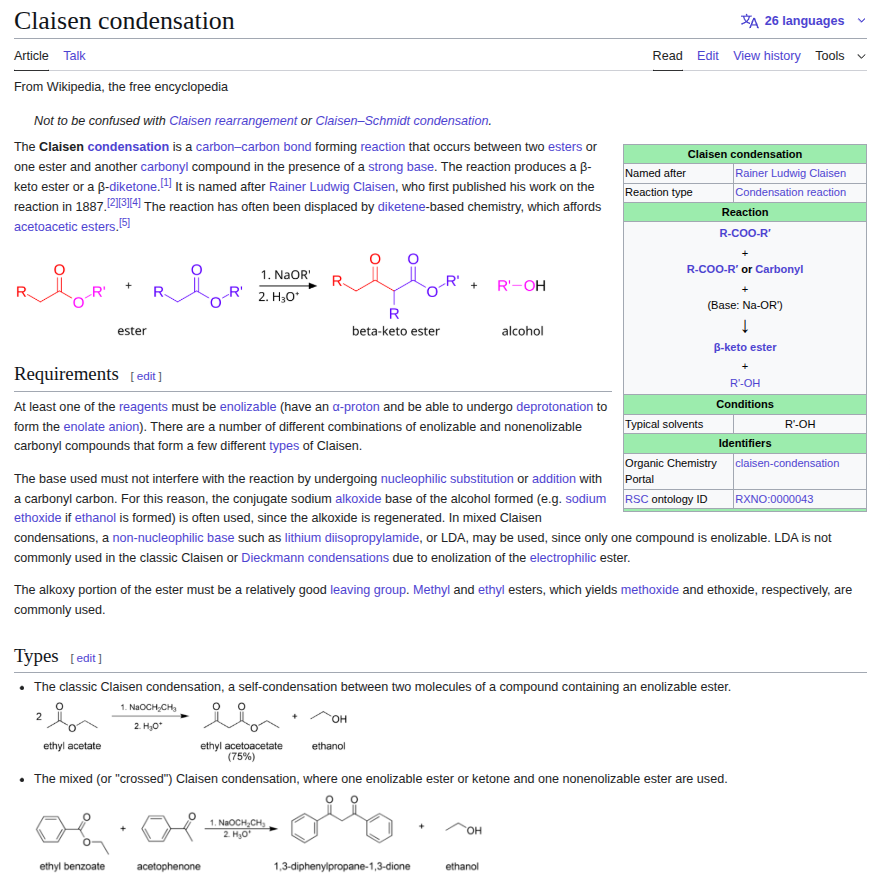 Claisen condensation
26 languages
Article Talk Read Edit View history Tools
From Wikipedia, the free encyclopedia
Not to be confused with Claisen rearrangement or Claisen–Schmidt condensation.
The Claisen condensation is a carbon–carbon bond forming reaction that occurs between two esters or
one ester and another carbonyl compound in the presence of a strong base. The reaction produces a β-
keto ester or a β-diketone.[1] It is named after Rainer Ludwig Claisen, who first published his work on the
reaction in 1887.[2][3][4] The reaction has often been displaced by diketene-based chemistry, which affords
acetoacetic esters.[5]
R O O R' + R O O R' 1. NaOR' 2. H₃O⁺ R O O O R' R + R'−OH
ester beta-keto ester alcohol
Claisen condensation
Named after Rainer Ludwig Claisen
Reaction type Condensation reaction
Reaction
R-COO-R′
+
R-COO-R′ or Carbonyl
+
(Base: Na-OR′)
↓
β-keto ester
+
R'-OH
Conditions
Typical solvents R'-OH
Identifiers
Organic Chemistry
Portal claisen-condensation
RSC ontology ID RXNO:0000043
Requirements [ edit ]
At least one of the reagents must be enolizable (have an α-proton and be able to undergo deprotonation to
form the enolate anion). There are a number of different combinations of enolizable and nonenolizable
carbonyl compounds that form a few different types of Claisen.
The base used must not interfere with the reaction by undergoing nucleophilic substitution or addition with
a carbonyl carbon. For this reason, the conjugate sodium alkoxide base of the alcohol formed (e.g. sodium
ethoxide if ethanol is formed) is often used, since the alkoxide is regenerated. In mixed Claisen
condensations, a non-nucleophilic base such as lithium diisopropylamide, or LDA, may be used, since only one compound is enolizable. LDA is not
commonly used in the classic Claisen or Dieckmann condensations due to enolization of the electrophilic ester.
The alkoxy portion of the ester must be a relatively good leaving group. Methyl and ethyl esters, which yields methoxide and ethoxide, respectively, are
commonly used.
Types [ edit ]
• The classic Claisen condensation, a self-condensation between two molecules of a compound containing an enolizable ester.
2 O O 1. NaOCH₂CH₃ 2. H₃O⁺ O O O + OH
ethyl acetate ethyl acetoacetate ethanol
(75%)
• The mixed (or "crossed") Claisen condensation, where one enolizable ester or ketone and one nonenolizable ester are used.
O O + O 1. NaOCH₂CH₃ 2. H₃O⁺ O O + OH
ethyl benzoate acetophenone 1,3-diphenylpropane-1,3-dione ethanol